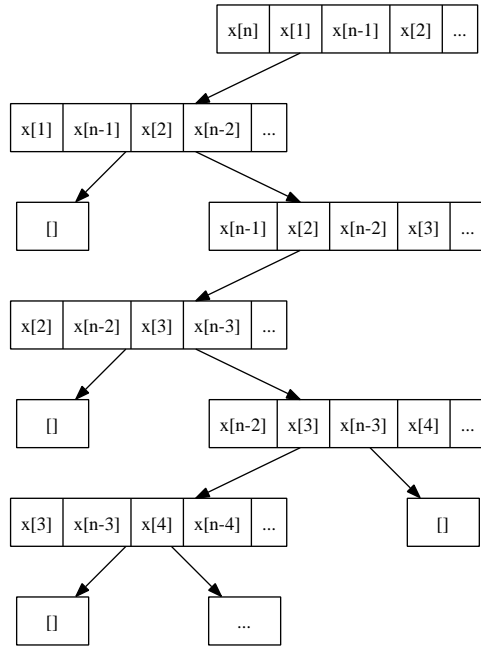 x[n] x[1] x[n-1] x[2] ...
x[1] x[n-1] x[2] x[n-2] ...
[] x[n-1] x[2] x[n-2] x[3] ...
x[2] x[n-2] x[3] x[n-3] ...
[] x[n-2] x[3] x[n-3] x[4] ...
x[3] x[n-3] x[4] x[n-4] ... []
[] ...